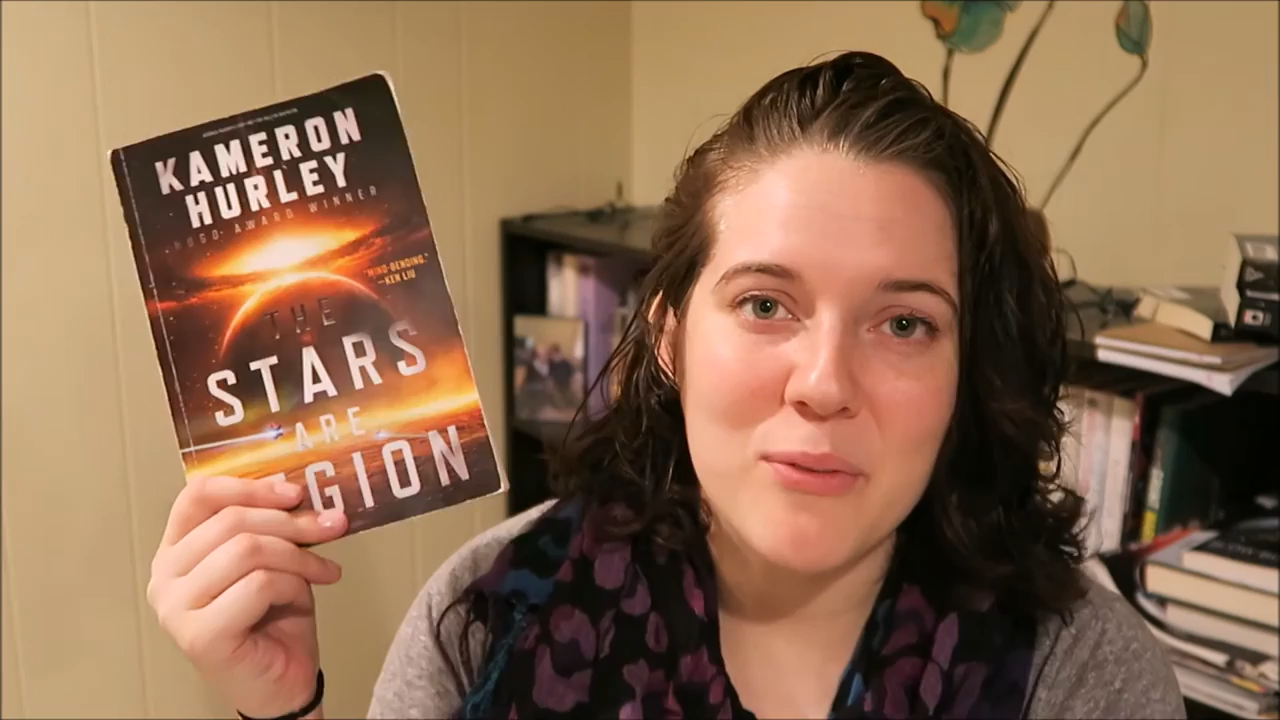 KAMERON
HURLEY
HUGO AWARD WINNER
"MIND-BENDING."
—KEN LIU
THE
STARS
ARE
GION